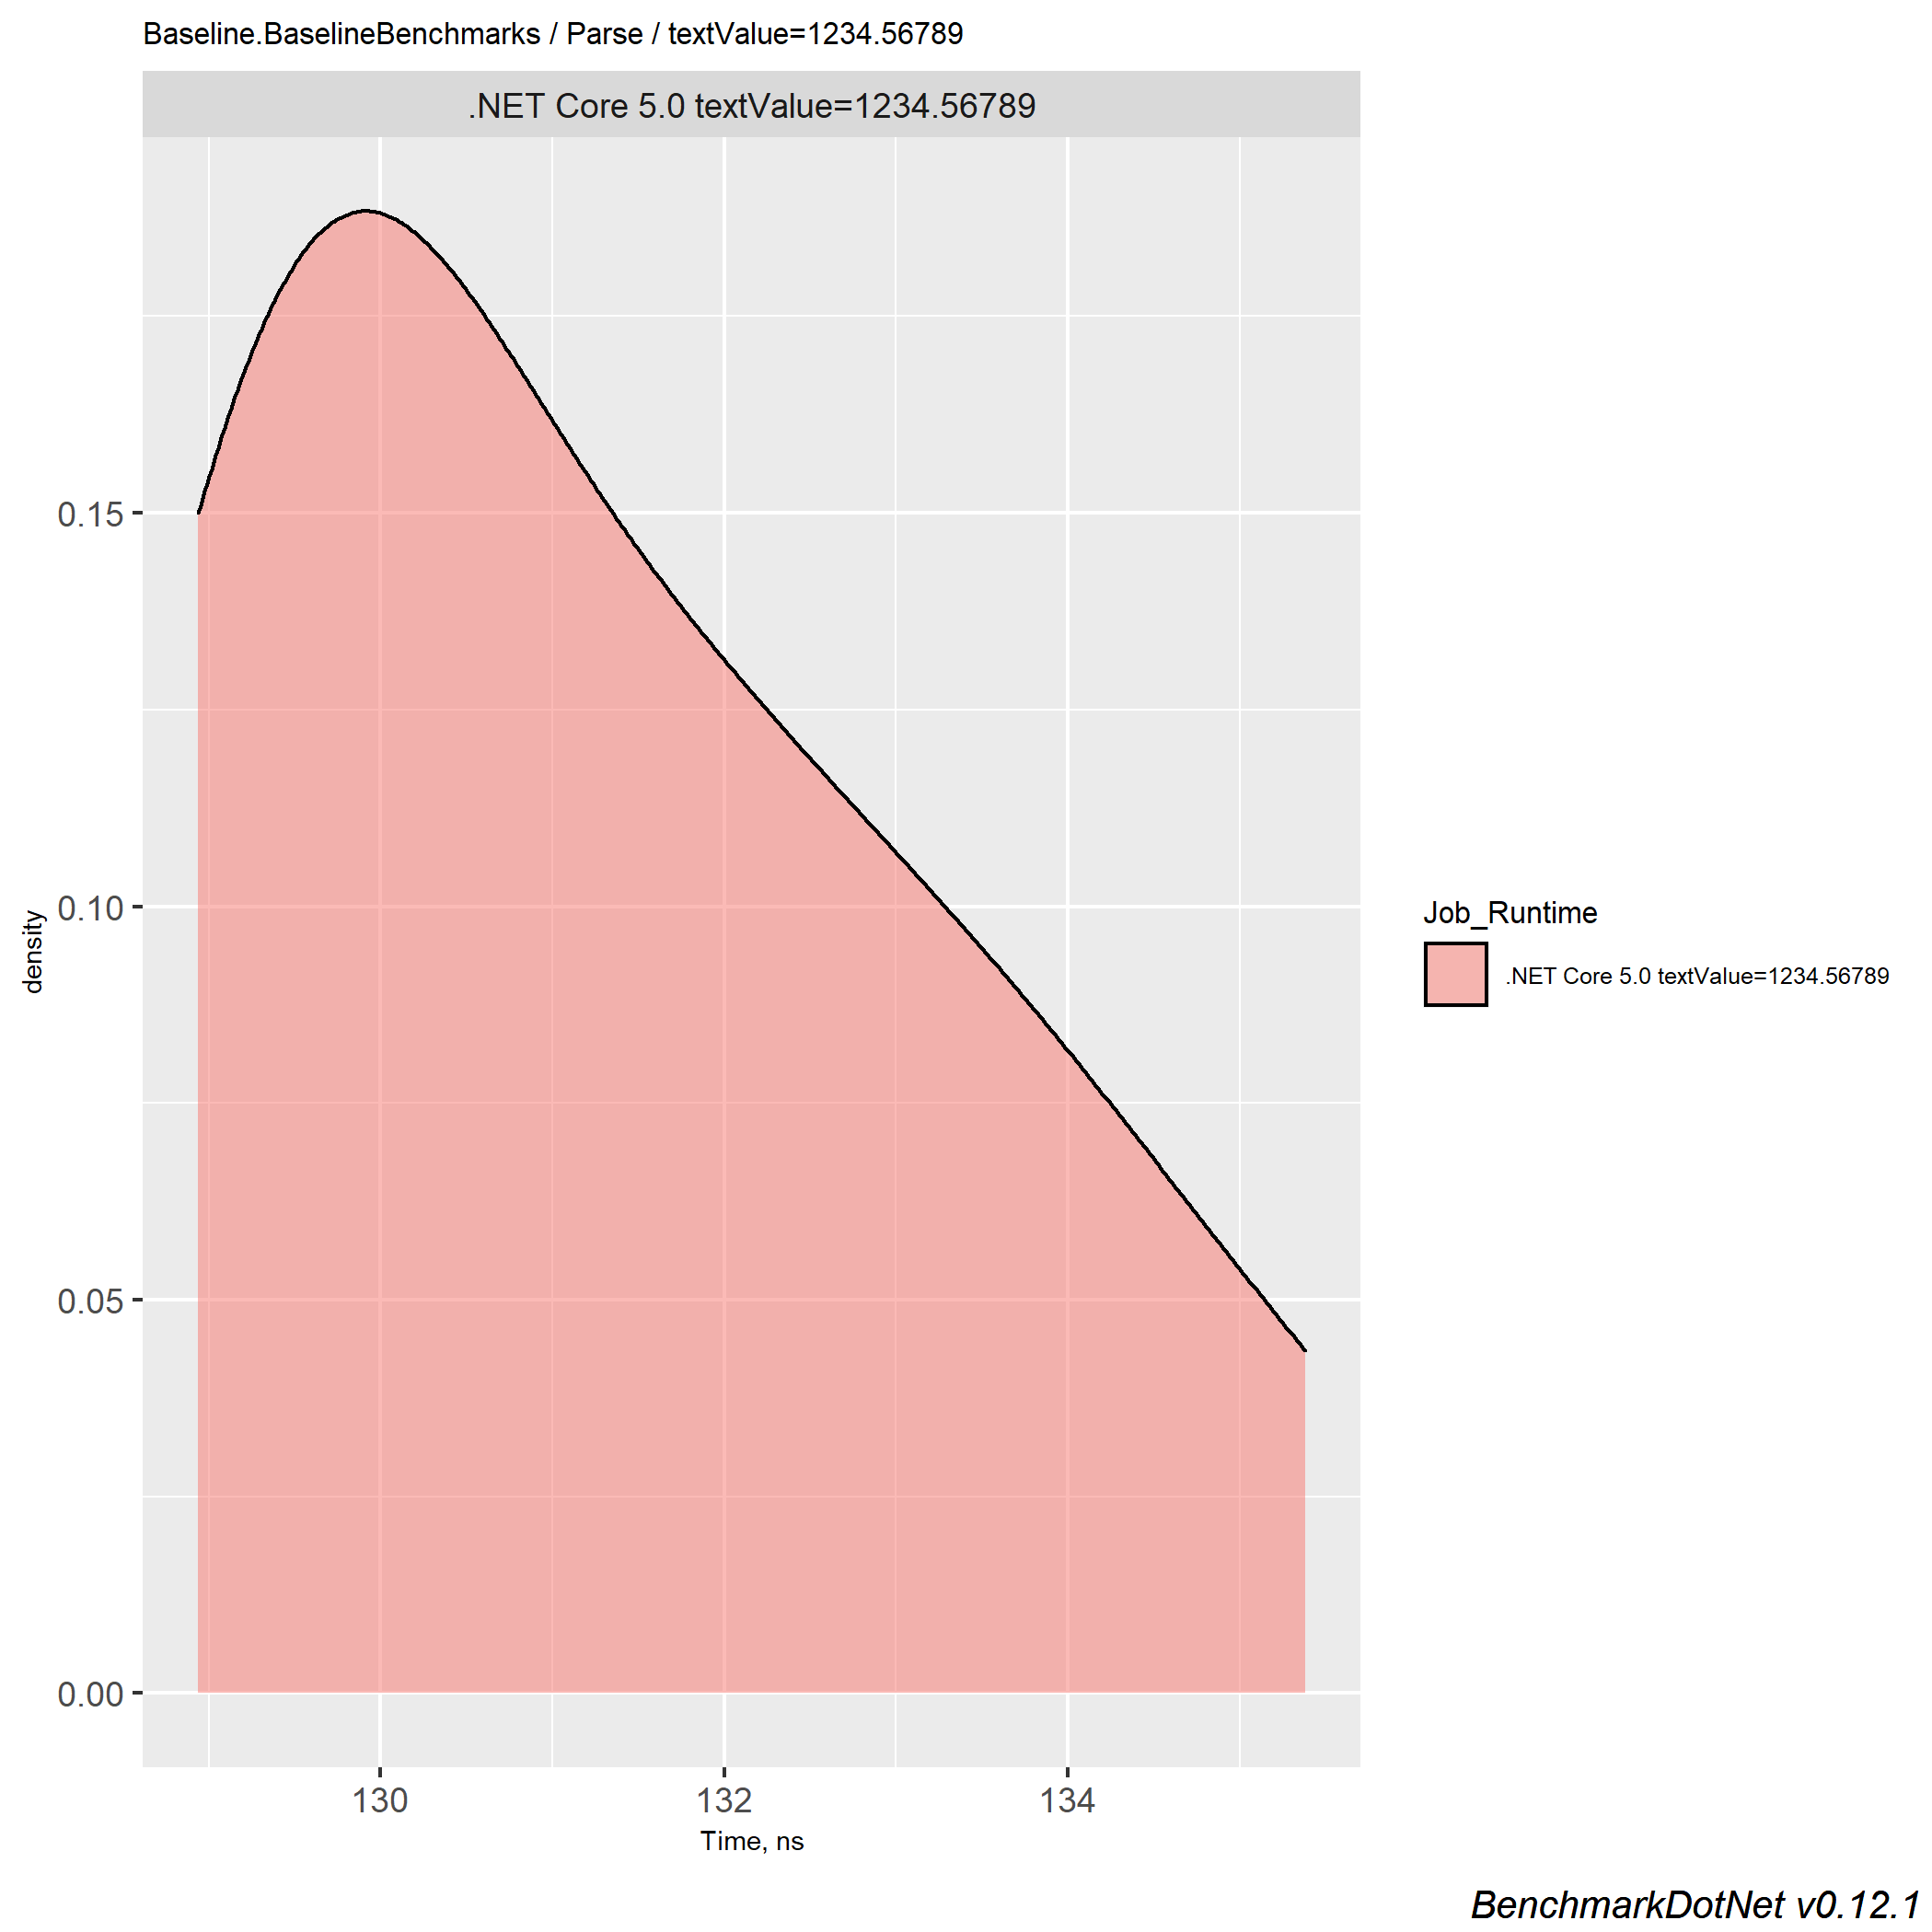 Baseline.BaselineBenchmarks / Parse / textValue=1234.56789
.NET Core 5.0 textValue=1234.56789
0.15
0.10
0.05
0.00
density
130 132 134
Time, ns
Job_Runtime
.NET Core 5.0 textValue=1234.56789
BenchmarkDotNet v0.12.1